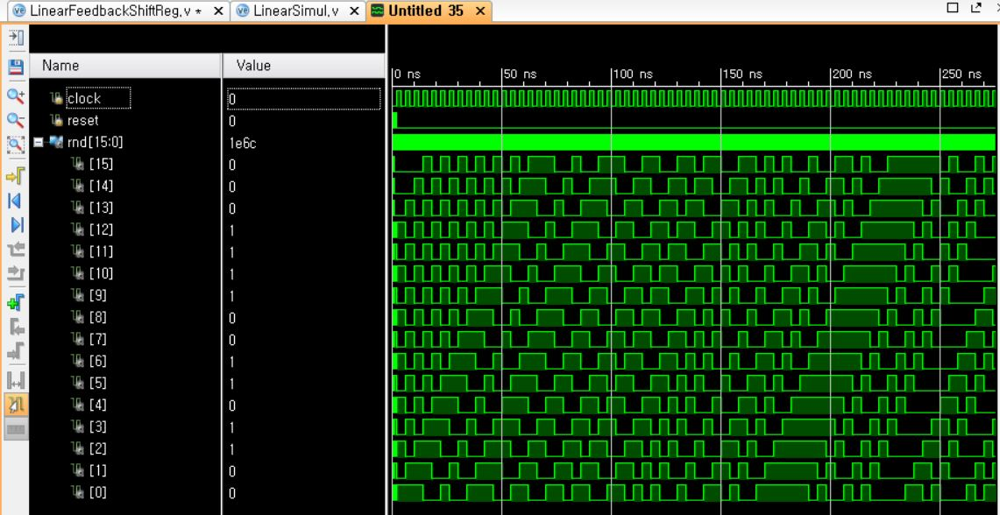 LinearFeedbackShiftReg.v * LinearSimul.v Untitled 35
Name Value
0 ns 50 ns 100 ns 150 ns 200 ns 250 ns
clock 0
reset 0
rnd[15:0] 1e6c
[15] 0
[14] 0
[13] 0
[12] 1
[11] 1
[10] 1
[9] 1
[8] 0
[7] 0
[6] 1
[5] 1
[4] 0
[3] 1
[2] 1
[1] 0
[0] 0